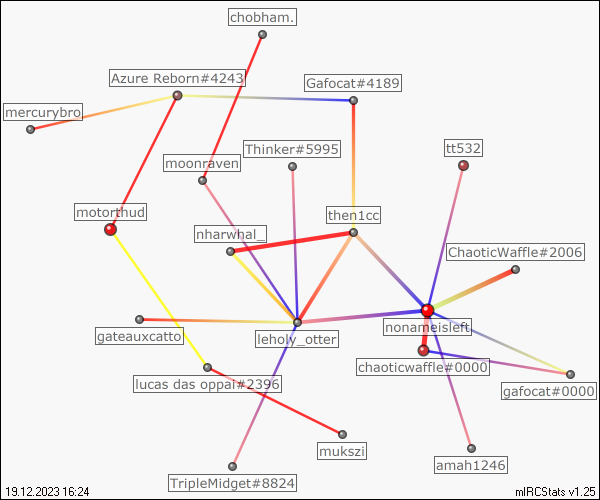 chobham.
Azure Reborn#4243
Gafocat#4189
mercurybro
Thinker#5995
tt532
moonraven
motorthud
then1cc
nharwhal_
ChaoticWaffle#2006
nonameisleft
gateauxcatto
leholy_otter
chaoticwaffle#0000
lucas das oppai#2396
gafocat#0000
mukszi
amah1246
TripleMidget#8824
19.12.2023 16:24
mIRCStats v1.25